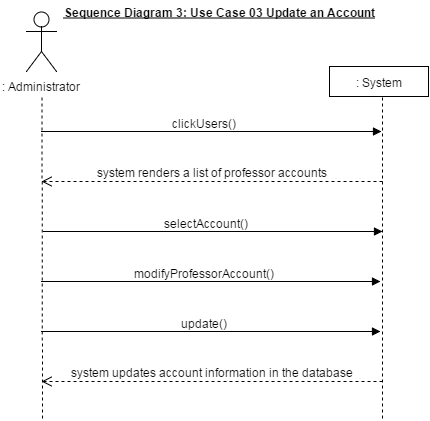 Sequence Diagram 3: Use Case 03 Update an Account
: Administrator
: System
clickUsers()
system renders a list of professor accounts
selectAccount()
modifyProfessorAccount()
update()
system updates account information in the database